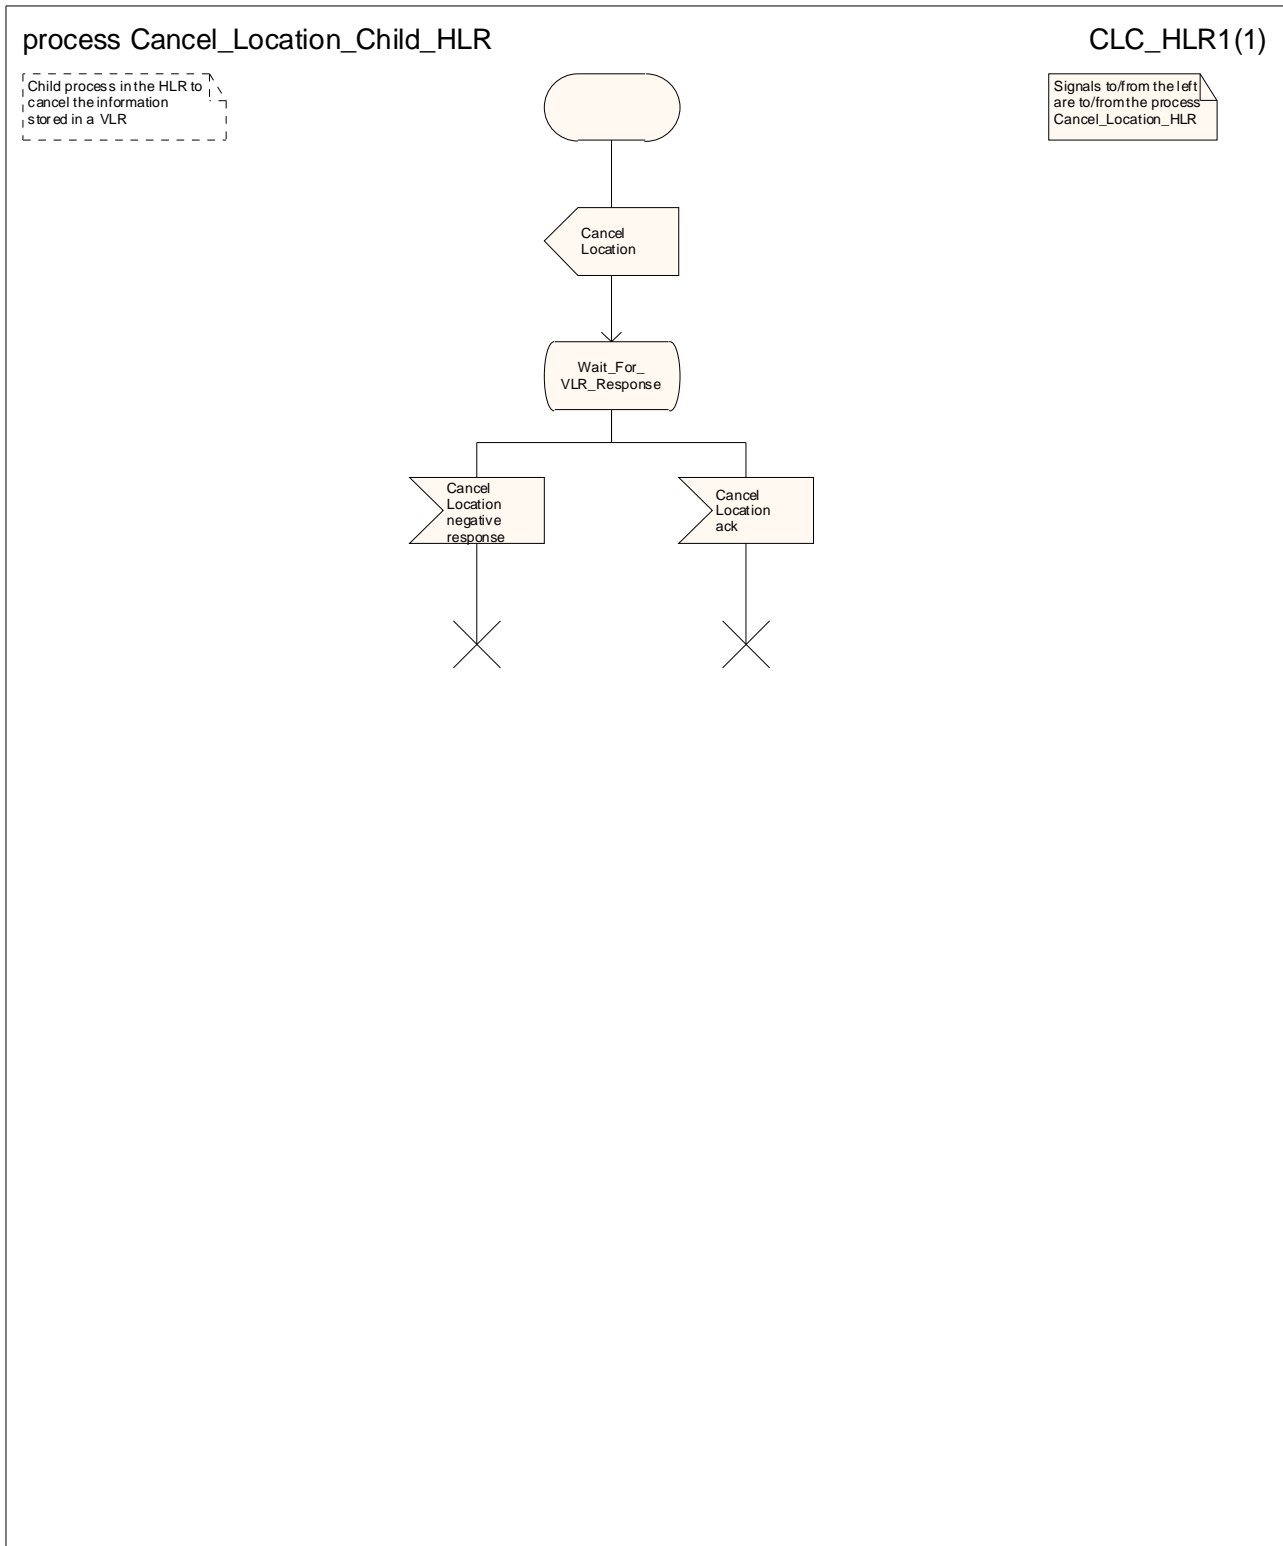 process Cancel_Location_Child_HLR
CLC_HLR1(1)
Child process in the HLR to
cancel the information
stored in a VLR
Signals to/from the left
are to/from the process
Cancel_Location_HLR
Cancel
Location
Wait_For_
VLR_Response
Cancel
Location
negative
response
Cancel
Location
ack